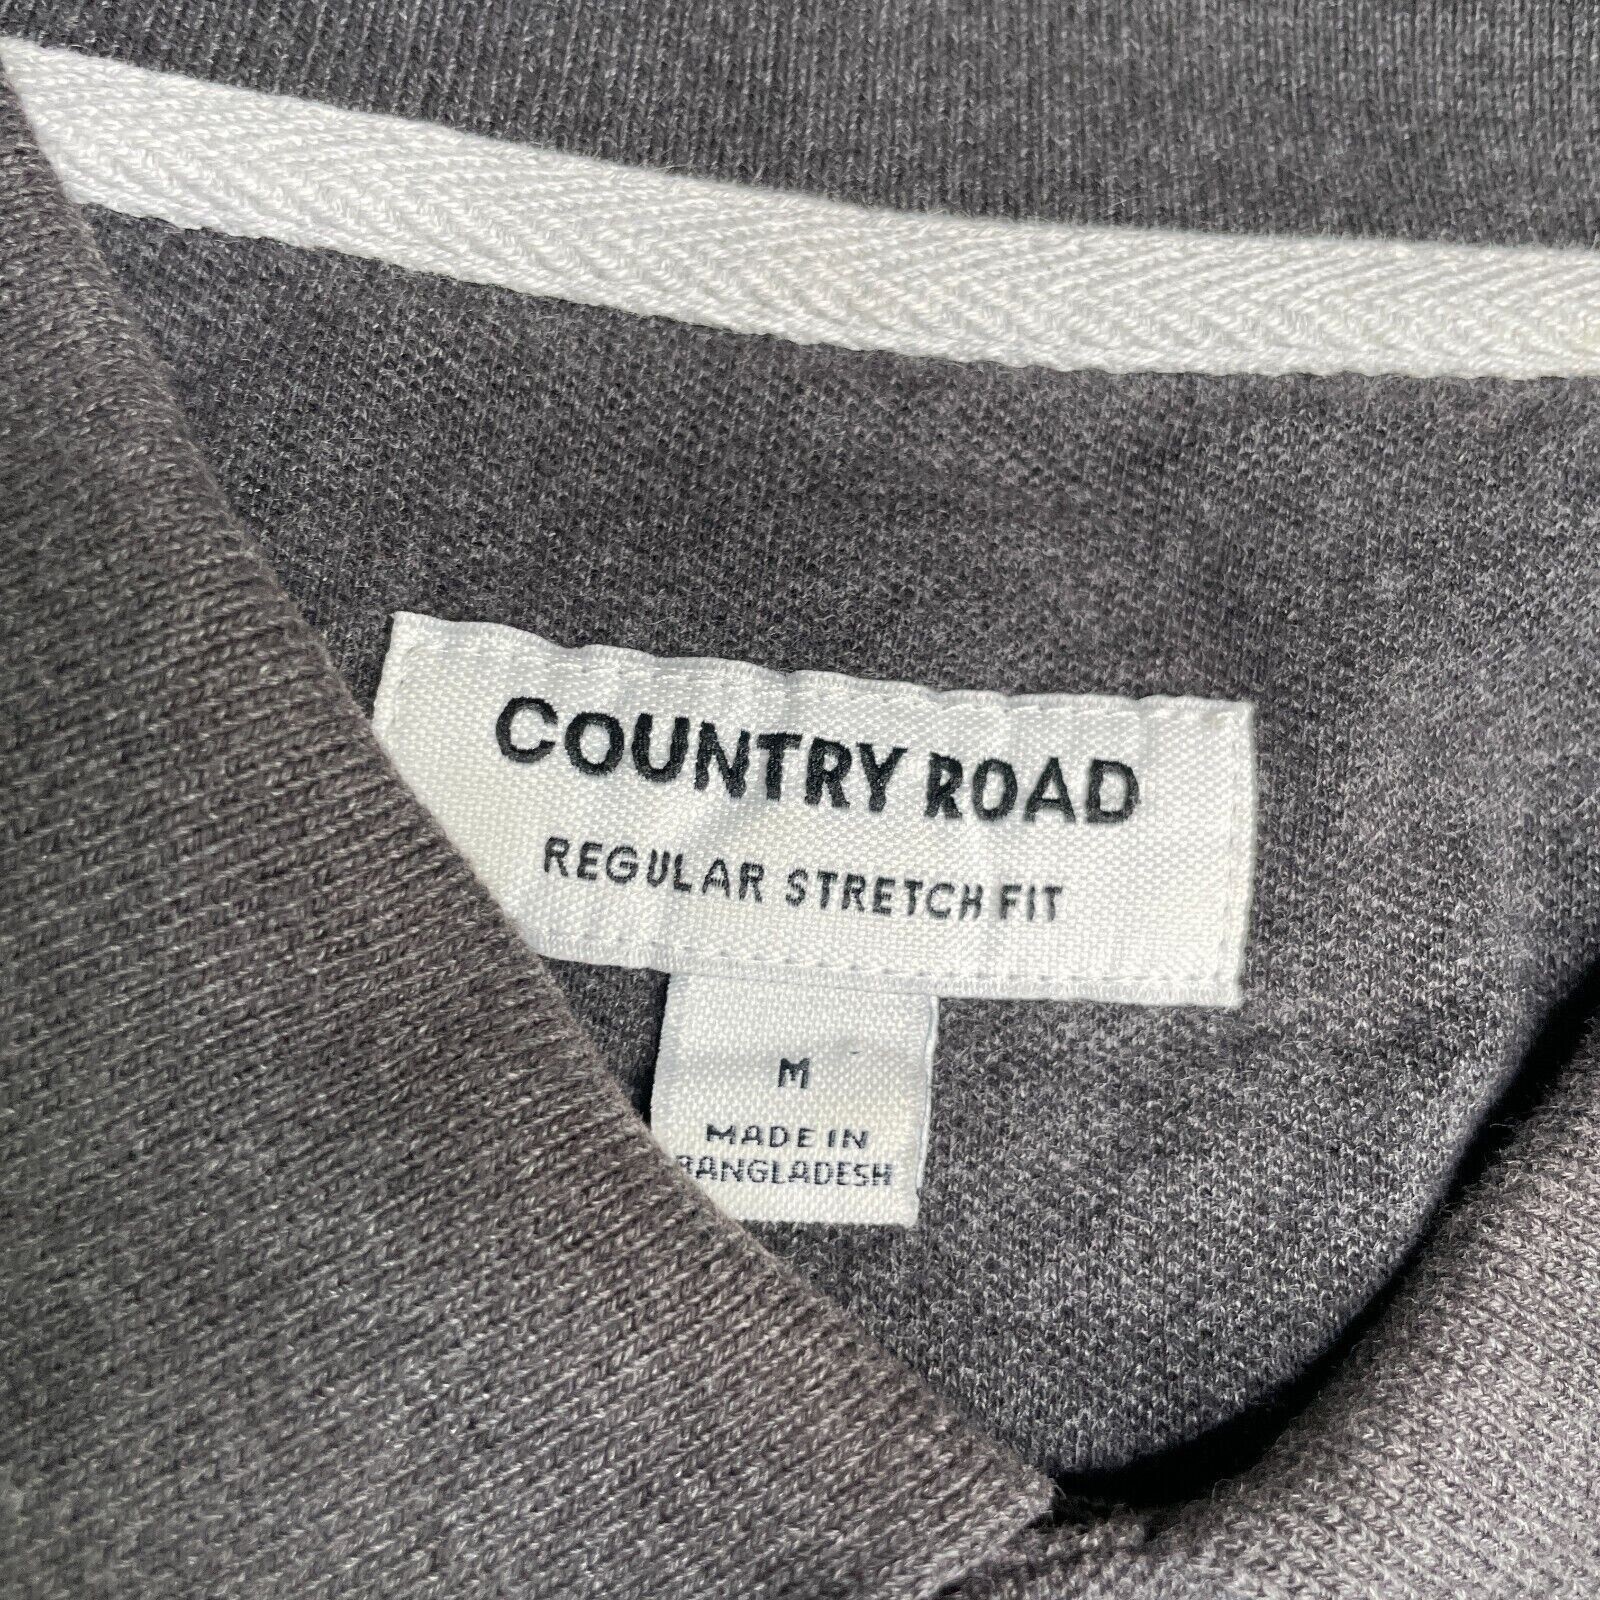 COUNTRY ROAD
REGULAR STRETCH FIT
M
MADE IN
BANGLADESH